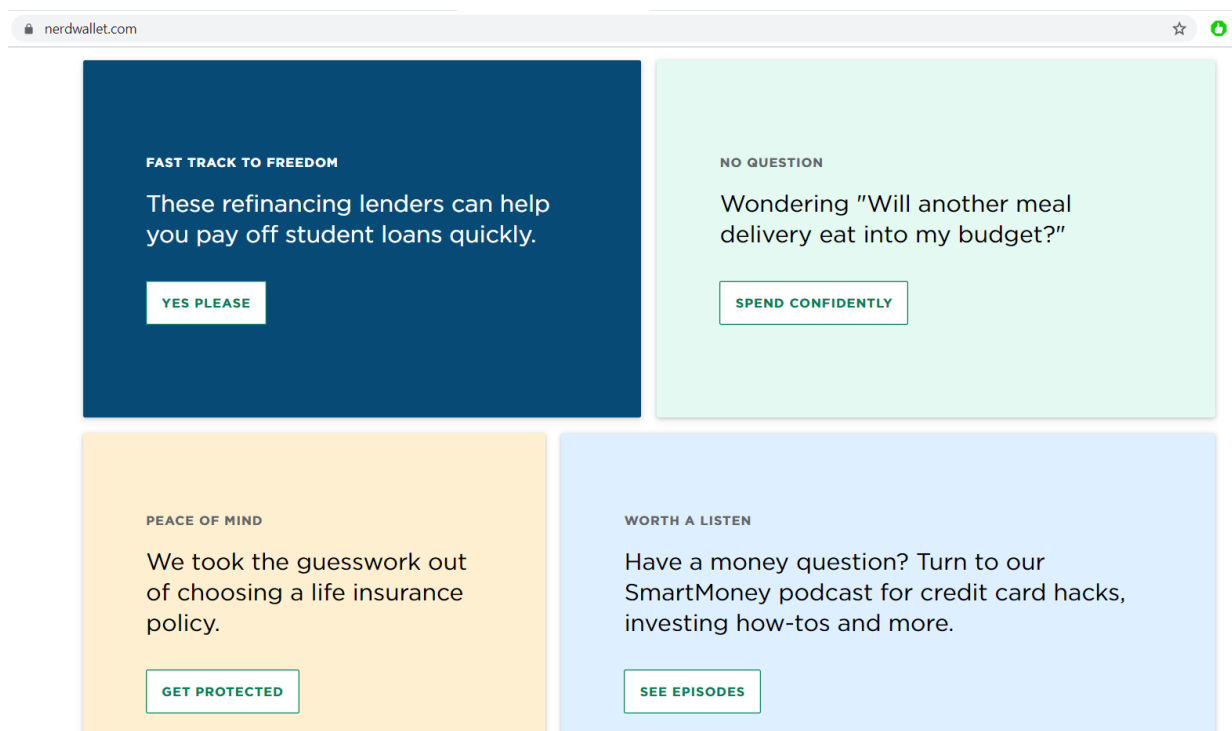 nerdwallet.com
FAST TRACK TO FREEDOM
These refinancing lenders can help
you pay off student loans quickly.
YES PLEASE
NO QUESTION
Wondering "Will another meal
delivery eat into my budget?"
SPEND CONFIDENTLY
PEACE OF MIND
We took the guesswork out
of choosing a life insurance
policy.
GET PROTECTED
WORTH A LISTEN
Have a money question? Turn to our
SmartMoney podcast for credit card hacks,
investing how-tos and more.
SEE EPISODES